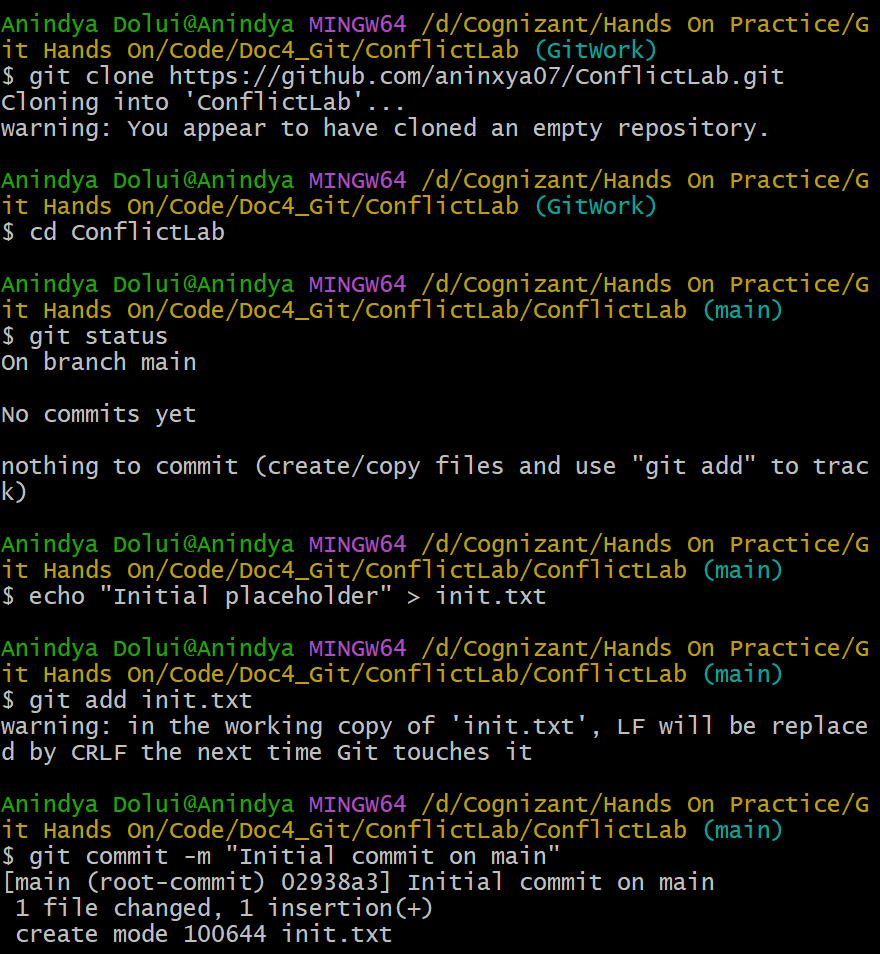 Anindya Dolui@Anindya MINGW64 /d/Cognizant/Hands On Practice/G
it Hands On/Code/Doc4_Git/ConflictLab (GitWork)
$ git clone https://github.com/aninxya07/ConflictLab.git
Cloning into 'ConflictLab'...
warning: You appear to have cloned an empty repository.

Anindya Dolui@Anindya MINGW64 /d/Cognizant/Hands On Practice/G
it Hands On/Code/Doc4_Git/ConflictLab (GitWork)
$ cd ConflictLab

Anindya Dolui@Anindya MINGW64 /d/Cognizant/Hands On Practice/G
it Hands On/Code/Doc4_Git/ConflictLab/ConflictLab (main)
$ git status
On branch main

No commits yet

nothing to commit (create/copy files and use "git add" to trac
k)

Anindya Dolui@Anindya MINGW64 /d/Cognizant/Hands On Practice/G
it Hands On/Code/Doc4_Git/ConflictLab/ConflictLab (main)
$ echo "Initial placeholder" > init.txt

Anindya Dolui@Anindya MINGW64 /d/Cognizant/Hands On Practice/G
it Hands On/Code/Doc4_Git/ConflictLab/ConflictLab (main)
$ git add init.txt
warning: in the working copy of 'init.txt', LF will be replace
d by CRLF the next time Git touches it

Anindya Dolui@Anindya MINGW64 /d/Cognizant/Hands On Practice/G
it Hands On/Code/Doc4_Git/ConflictLab/ConflictLab (main)
$ git commit -m "Initial commit on main"
[main (root-commit) 02938a3] Initial commit on main
 1 file changed, 1 insertion(+)
 create mode 100644 init.txt